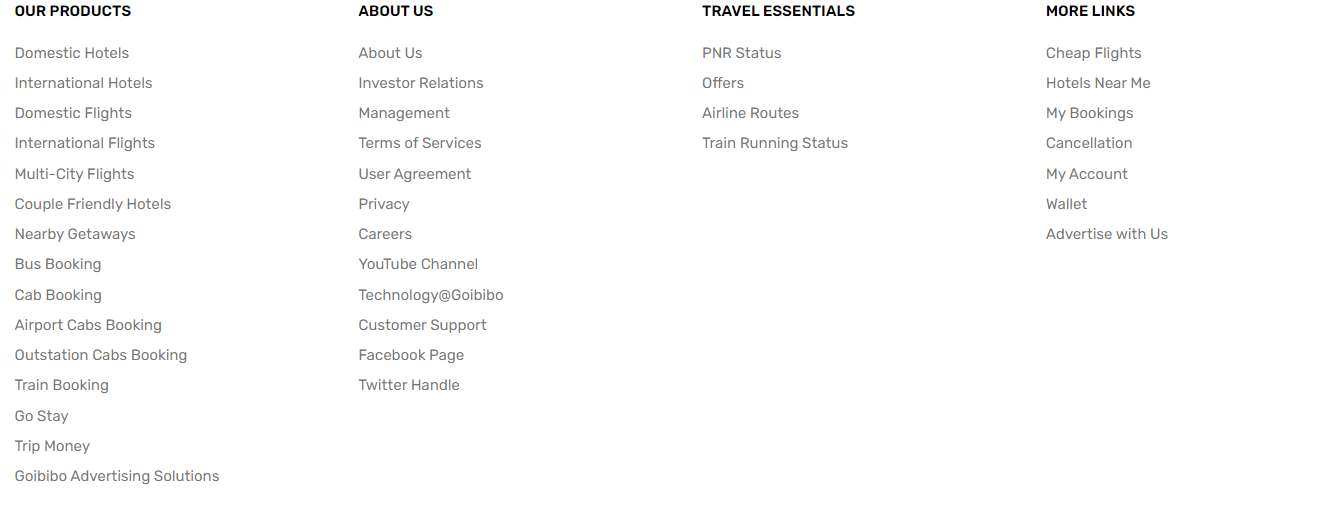 OUR PRODUCTS
Domestic Hotels
International Hotels
Domestic Flights
International Flights
Multi-City Flights
Couple Friendly Hotels
Nearby Getaways
Bus Booking
Cab Booking
Airport Cabs Booking
Outstation Cabs Booking
Train Booking
Go Stay
Trip Money
Goibibo Advertising Solutions
ABOUT US
About Us
Investor Relations
Management
Terms of Services
User Agreement
Privacy
Careers
YouTube Channel
Technology@Goibibo
Customer Support
Facebook Page
Twitter Handle
TRAVEL ESSENTIALS
PNR Status
Offers
Airline Routes
Train Running Status
MORE LINKS
Cheap Flights
Hotels Near Me
My Bookings
Cancellation
My Account
Wallet
Advertise with Us